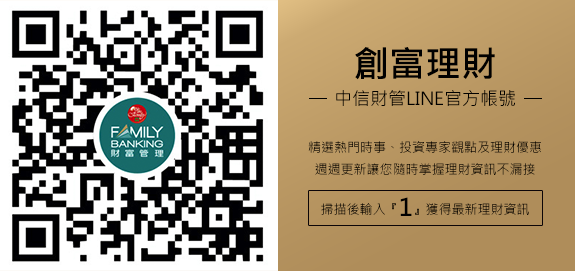 FAMILY
BANKING
財富管理
創富理財
中信財管LINE官方帳號
精選熱門時事、投資專家觀點及理財優惠
週週更新讓您隨時掌握理財資訊不漏接
掃描後輸入『1』獲得最新理財資訊